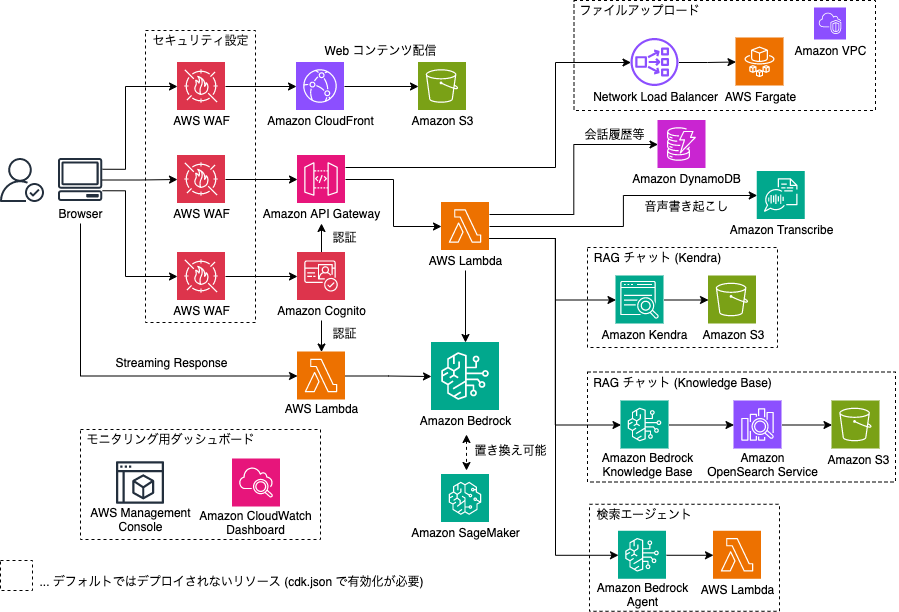 ファイルアップロード
Amazon VPC
Network Load Balancer
AWS Fargate
セキュリティ設定
AWS WAF
Web コンテンツ配信
Amazon CloudFront
Amazon S3
会話履歴等
Amazon DynamoDB
Browser
AWS WAF
Amazon API Gateway
認証
音声書き起こし
Amazon Transcribe
AWS Lambda
AWS WAF
Amazon Cognito
認証
RAG チャット (Kendra)
Amazon Kendra
Amazon S3
Streaming Response
AWS Lambda
Amazon Bedrock
置き換え可能
Amazon SageMaker
RAG チャット (Knowledge Base)
Amazon Bedrock
Knowledge Base
Amazon
OpenSearch Service
Amazon S3
モニタリング用ダッシュボード
AWS Management
Console
Amazon CloudWatch
Dashboard
検索エージェント
Amazon Bedrock
Agent
AWS Lambda
... デフォルトではデプロイされないリソース (cdk.json で有効化が必要)